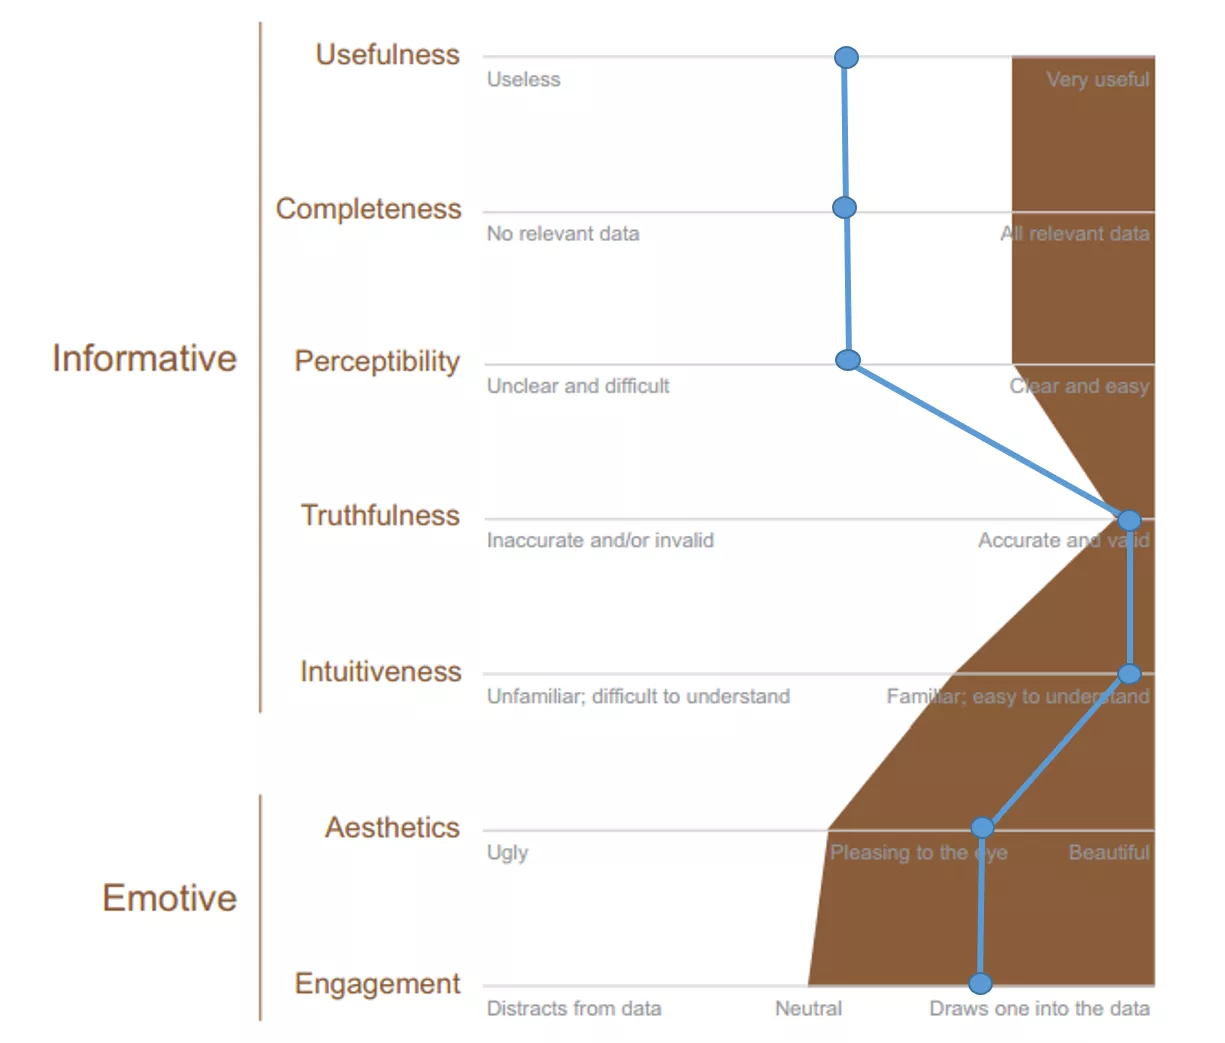 Usefulness
Useless Very useful
Completeness
No relevant data All relevant data
Informative
Perceptibility
Unclear and difficult Clear and easy
Truthfulness
Inaccurate and/or invalid Accurate and valid
Intuitiveness
Unfamiliar; difficult to understand Familiar; easy to understand
Aesthetics
Ugly Pleasing to the eye Beautiful
Emotive
Engagement
Distracts from data Neutral Draws one into the data